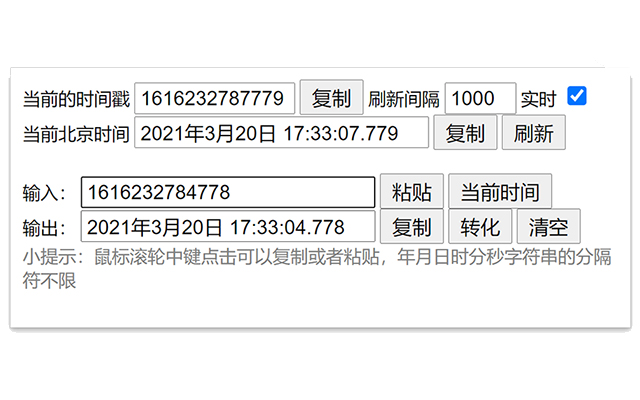 当前的时间戳 1616232787779 复制 刷新间隔 1000 实时
当前北京时间 2021年3月20日 17:33:07.779 复制 刷新
输入： 1616232784778 粘贴 当前时间
输出： 2021年3月20日 17:33:04.778 复制 转化 清空
小提示：鼠标滚轮中键点击可以复制或者粘贴，年月日时分秒字符串的分隔
符不限